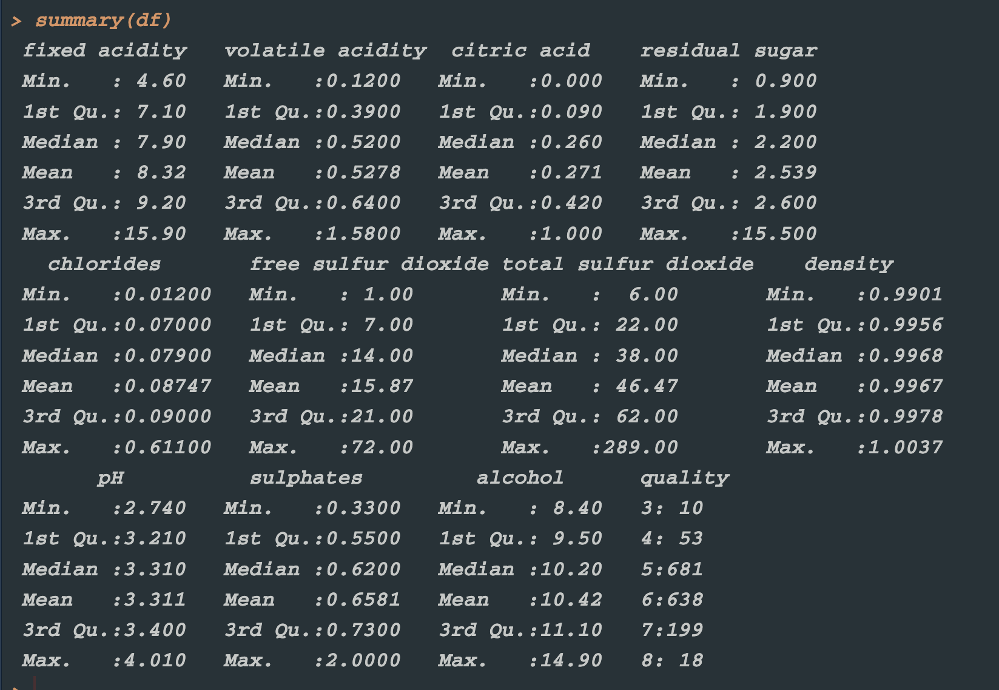 > summary(df)
 fixed acidity   volatile acidity  citric acid    residual sugar
 Min.   : 4.60   Min.   :0.1200   Min.   :0.000   Min.   : 0.900
 1st Qu.: 7.10   1st Qu.:0.3900   1st Qu.:0.090   1st Qu.: 1.900
 Median : 7.90   Median :0.5200   Median :0.260   Median : 2.200
 Mean   : 8.32   Mean   :0.5278   Mean   :0.271   Mean   : 2.539
 3rd Qu.: 9.20   3rd Qu.:0.6400   3rd Qu.:0.420   3rd Qu.: 2.600
 Max.   :15.90   Max.   :1.5800   Max.   :1.000   Max.   :15.500
   chlorides       free sulfur dioxide total sulfur dioxide    density
 Min.   :0.01200   Min.   : 1.00       Min.   :  6.00       Min.   :0.9901
 1st Qu.:0.07000   1st Qu.: 7.00       1st Qu.: 22.00       1st Qu.:0.9956
 Median :0.07900   Median :14.00       Median : 38.00       Median :0.9968
 Mean   :0.08747   Mean   :15.87       Mean   : 46.47       Mean   :0.9967
 3rd Qu.:0.09000   3rd Qu.:21.00       3rd Qu.: 62.00       3rd Qu.:0.9978
 Max.   :0.61100   Max.   :72.00       Max.   :289.00       Max.   :1.0037
       pH          sulphates         alcohol      quality
 Min.   :2.740   Min.   :0.3300   Min.   : 8.40   3: 10
 1st Qu.:3.210   1st Qu.:0.5500   1st Qu.: 9.50   4: 53
 Median :3.310   Median :0.6200   Median :10.20   5:681
 Mean   :3.311   Mean   :0.6581   Mean   :10.42   6:638
 3rd Qu.:3.400   3rd Qu.:0.7300   3rd Qu.:11.10   7:199
 Max.   :4.010   Max.   :2.0000   Max.   :14.90   8: 18